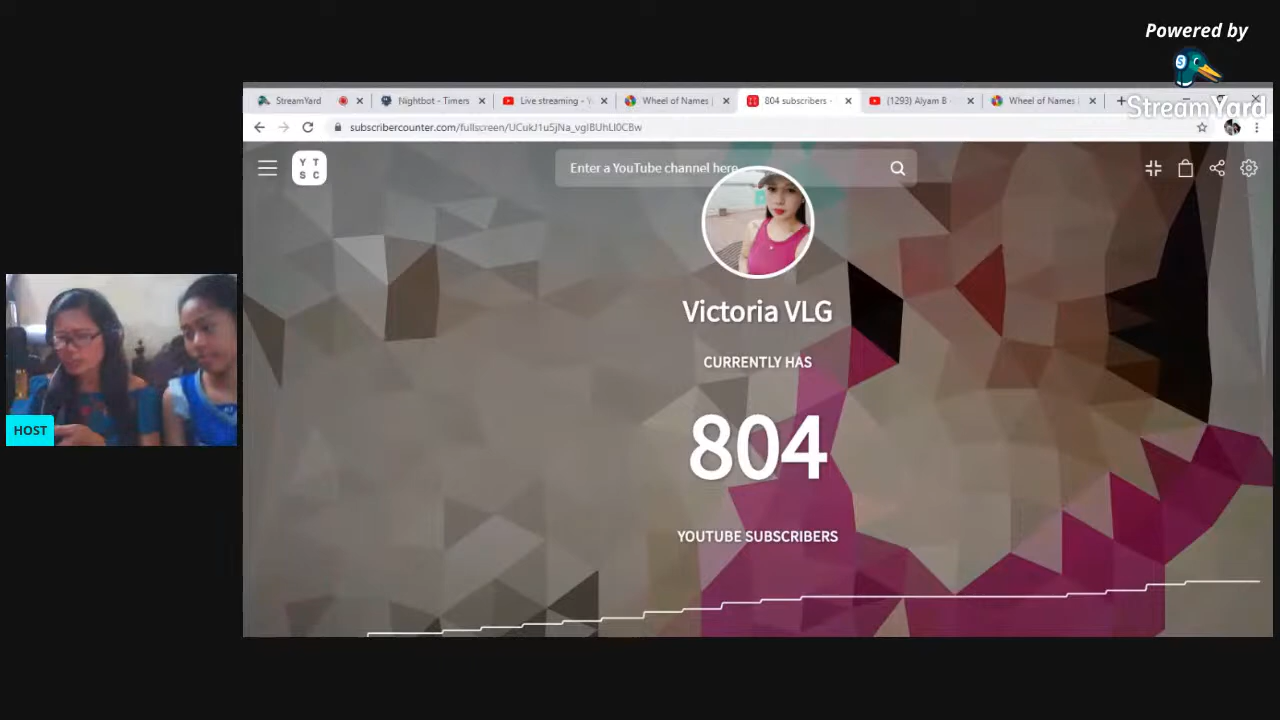 Powered by
StreamYard
StreamYard
Nightbot - Timers
Live streaming - Y
Wheel of Names
804 subscribers -
(1293) Alyam B
Wheel of Names
subscribercounter.com/fullscreen/
Y T
S C
Enter a YouTube channel here
Victoria VLG
CURRENTLY HAS
804
YOUTUBE SUBSCRIBERS
HOST